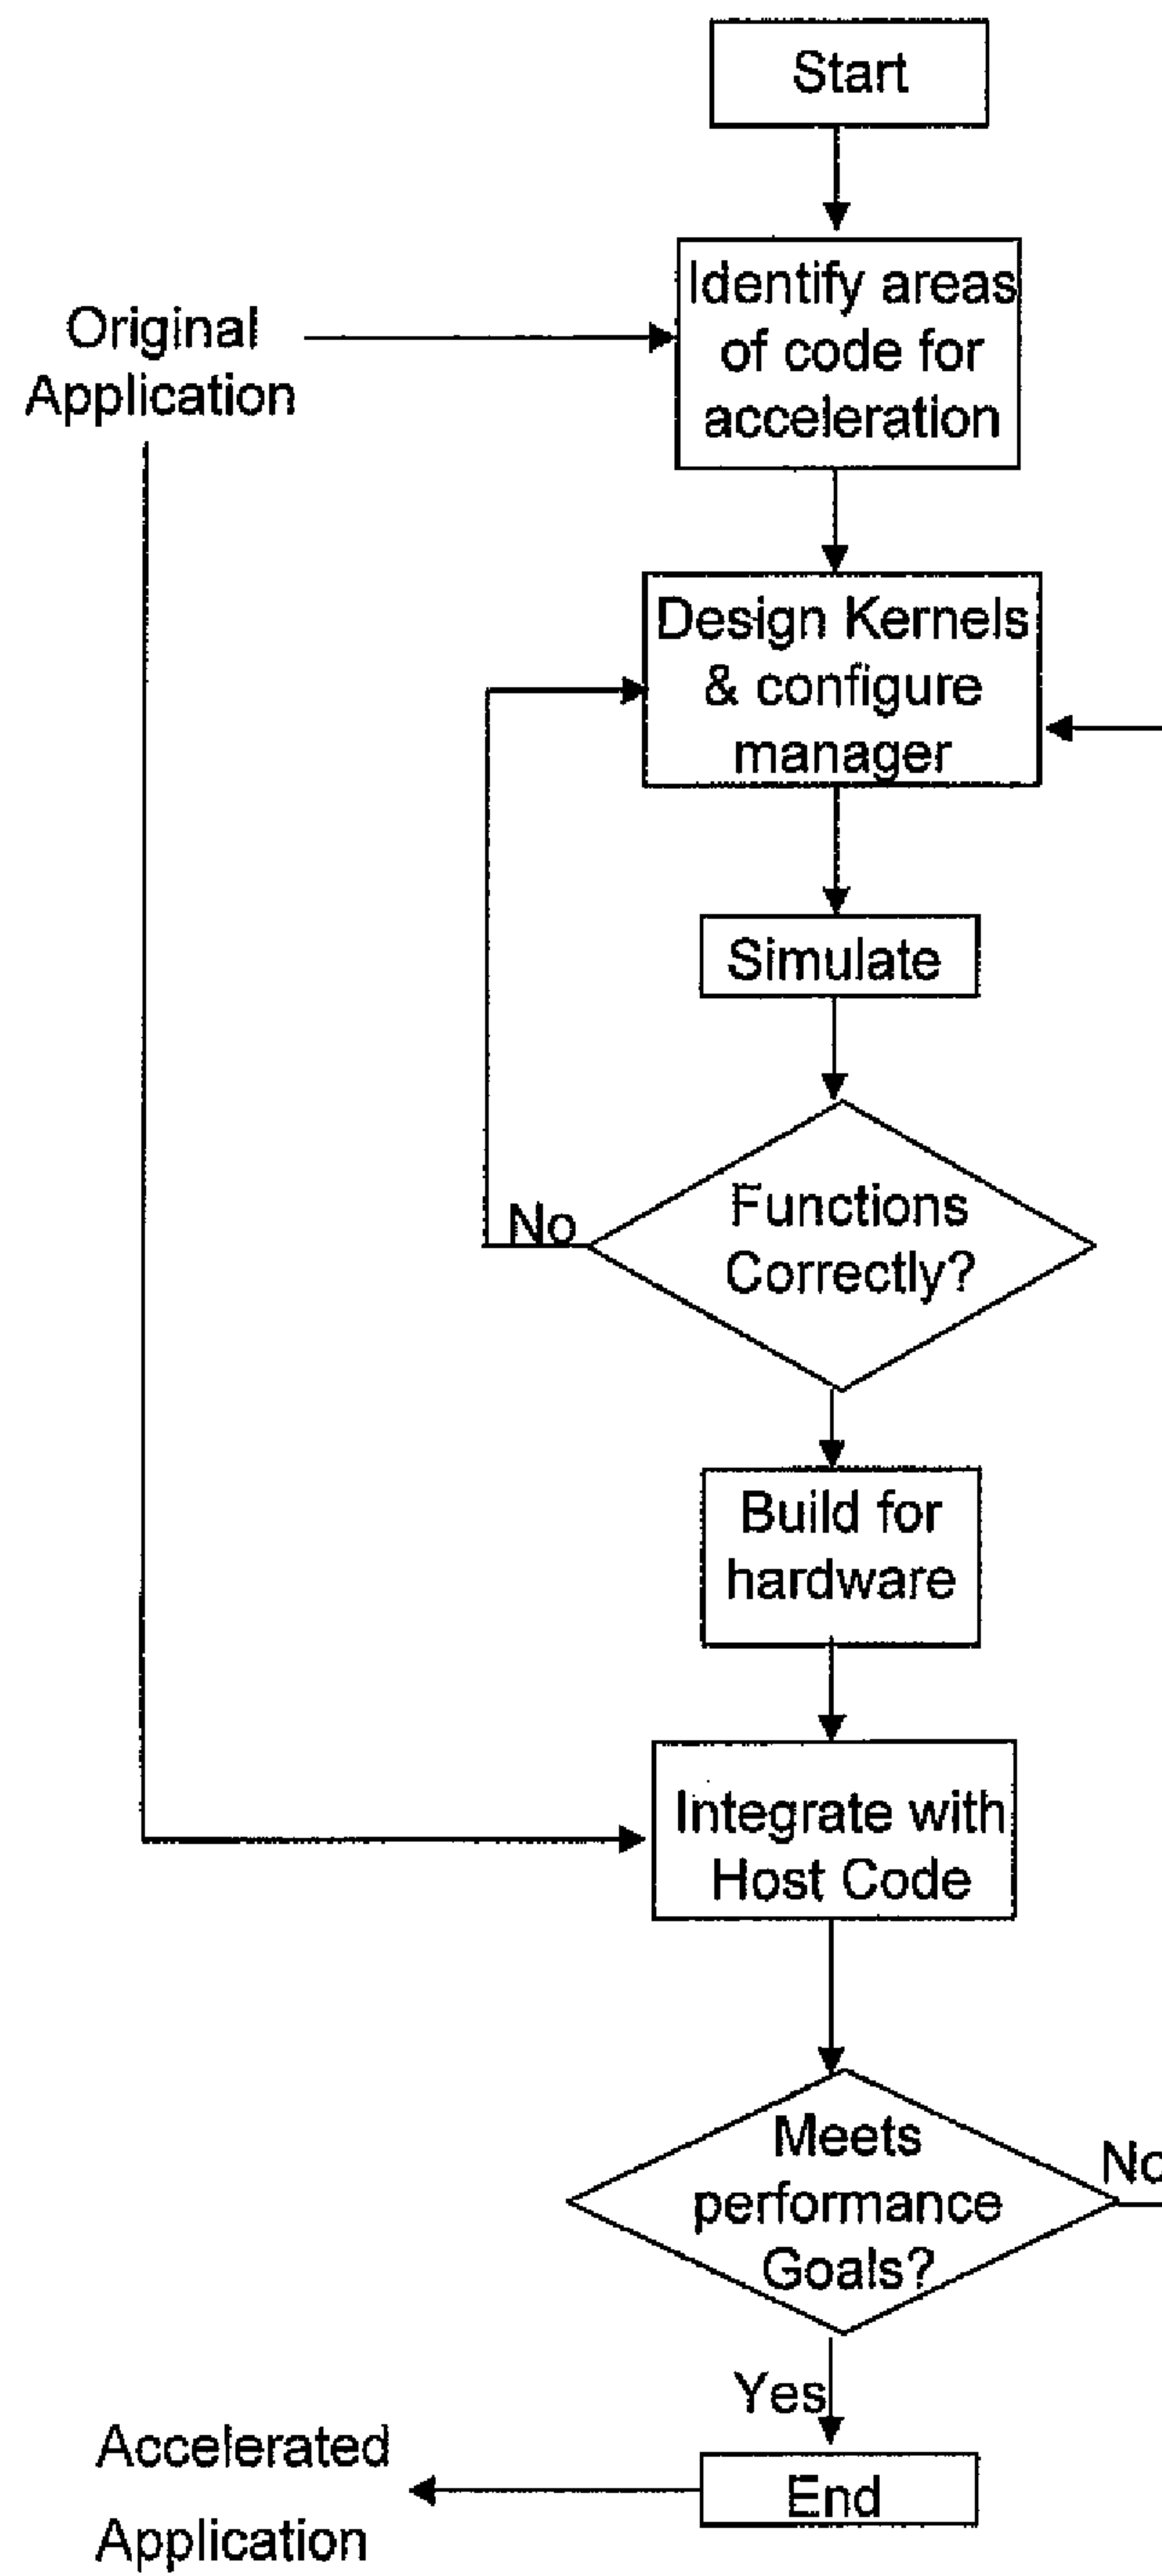 Start
Identify areas
of code for
acceleration
Original
Application
Design Kernels
& configure
manager
Simulate
Functions
Correctly?
No
Build for
hardware
Integrate with
Host Code
Meets
performance
Goals?
No
Yes
End
Accelerated
Application